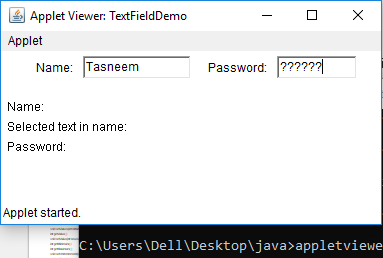 Applet Viewer: TextFieldDemo
Applet
Name: Tasneem Password: ??????
Name:
Selected text in name:
Password:
Applet started.
C:\Users\Dell\Desktop\java>appletviewe